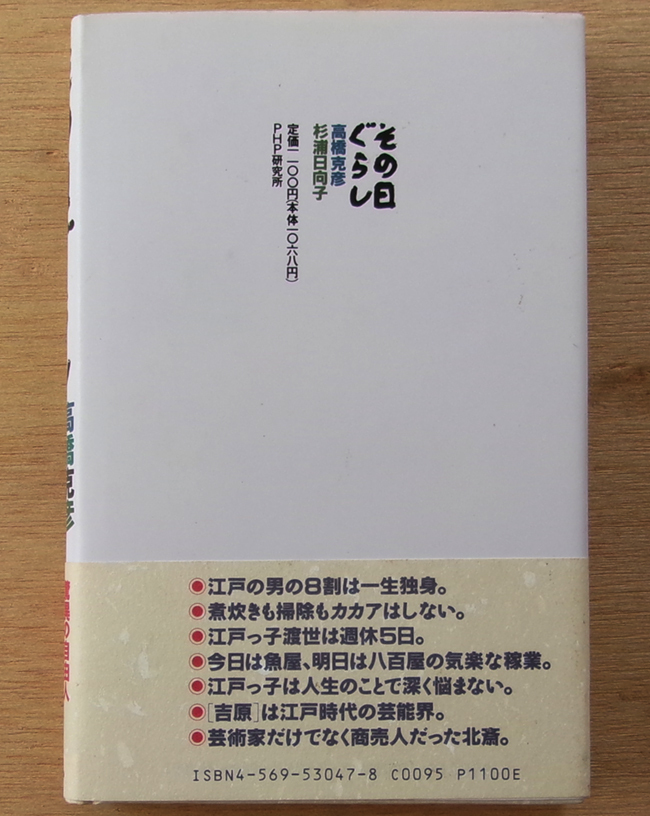 その日
ぐらし
高橋克彦
杉浦日向子
定価一一〇〇円(本体一〇六八円)
PHP研究所
高橋克彦
●江戸の男の8割は一生独身。
●煮炊きも掃除もカカアはしない。
●江戸っ子渡世は週休5日。
●今日は魚屋、明日は八百屋の気楽な稼業。
●江戸っ子は人生のことで深く悩まない。
●[吉原]は江戸時代の芸能界。
●芸術家だけでなく商売人だった北斎。
ISBN4-569-53047-8 C0095 P1100E